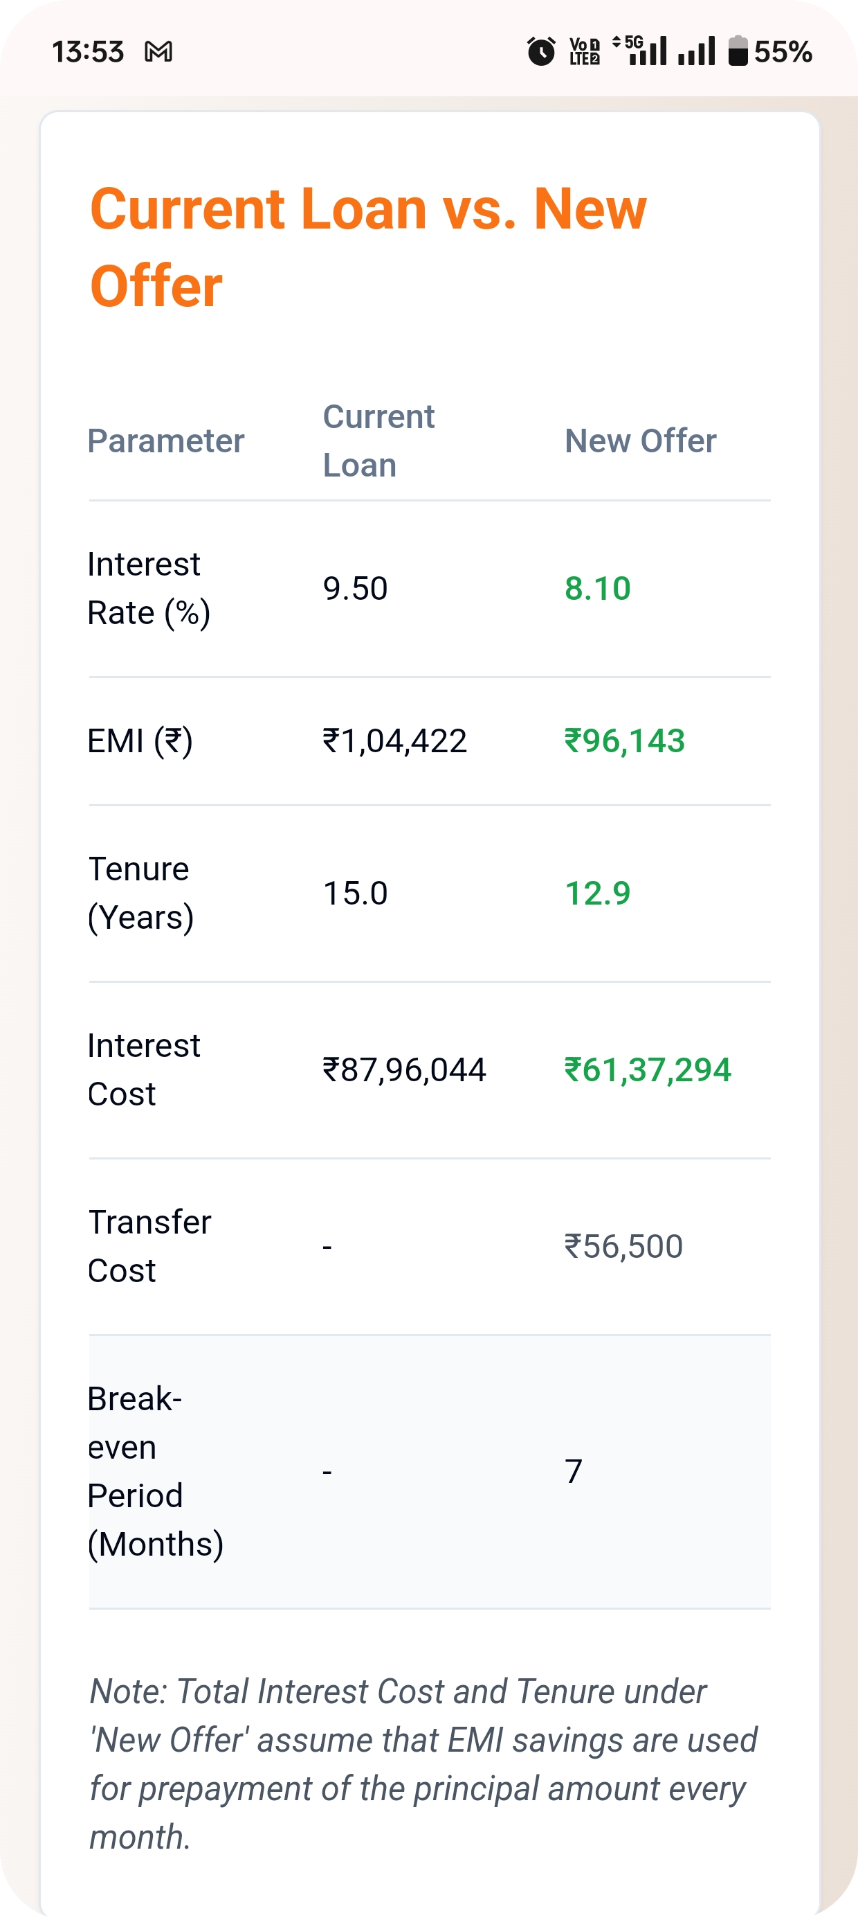 13:53
VoD LTE2 5G 55%
Current Loan vs. New
Offer
Parameter
Current
Loan
New Offer
Interest
Rate (%)
9.50
8.10
EMI (₹)
₹1,04,422
₹96,143
Tenure
(Years)
15.0
12.9
Interest
Cost
₹87,96,044
₹61,37,294
Transfer
Cost
-
₹56,500
Break-
even
Period
(Months)
-
7
Note: Total Interest Cost and Tenure under
'New Offer' assume that EMI savings are used
for prepayment of the principal amount every
month.